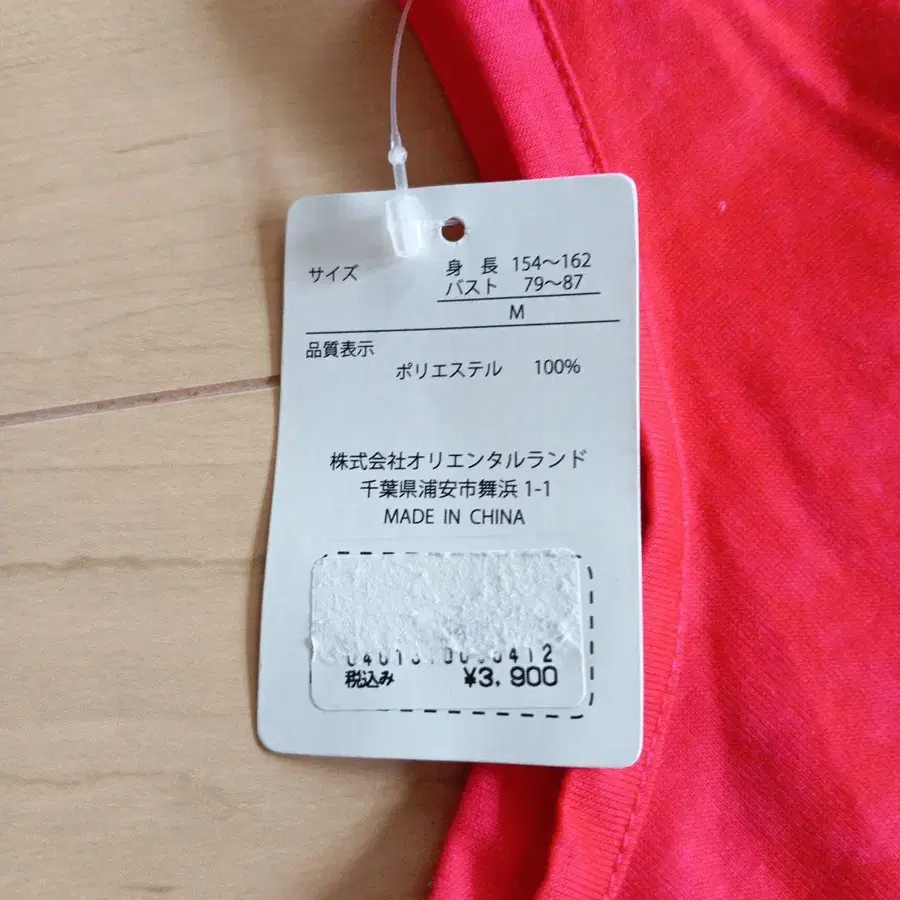 サイズ 身長 154～162
バスト 79～87
M
品質表示
ポリエステル 100%
株式会社オリエンタルランド
千葉県浦安市舞浜1-1
MADE IN CHINA
税込み ¥3,900